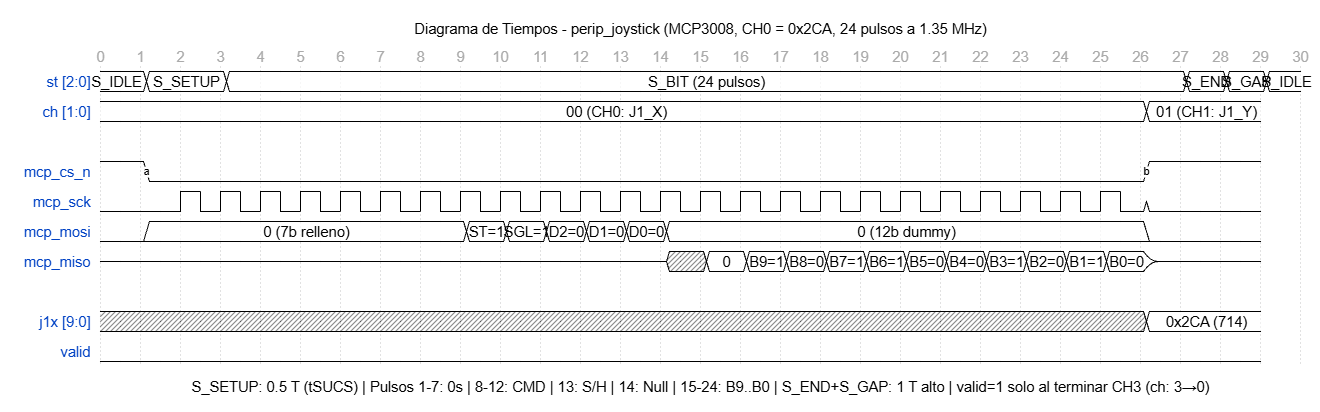 Diagrama de Tiempos - perip_joystick (MCP3008, CH0 = 0x2CA, 24 pulsos a 1.35 MHz)
0 1 2 3 4 5 6 7 8 9 10 11 12 13 14 15 16 17 18 19 20 21 22 23 24 25 26 27 28 29 30
st [2:0] S_IDLE S_SETUP S_BIT (24 pulsos) S_END S_GAP S_IDLE
ch [1:0] 00 (CH0: J1_X) 01 (CH1: J1_Y)
mcp_cs_n a b
mcp_sck
mcp_mosi 0 (7b relleno) ST=1 SGL=1 D2=0 D1=0 D0=0 0 (12b dummy)
mcp_miso 0 B9=1 B8=0 B7=1 B6=1 B5=0 B4=0 B3=1 B2=0 B1=1 B0=0
j1x [9:0] 0x2CA (714)
valid
S_SETUP: 0.5 T (tSUCS) | Pulsos 1-7: 0s | 8-12: CMD | 13: S/H | 14: Null | 15-24: B9..B0 | S_END+S_GAP: 1 T alto | valid=1 solo al terminar CH3 (ch: 3→0)